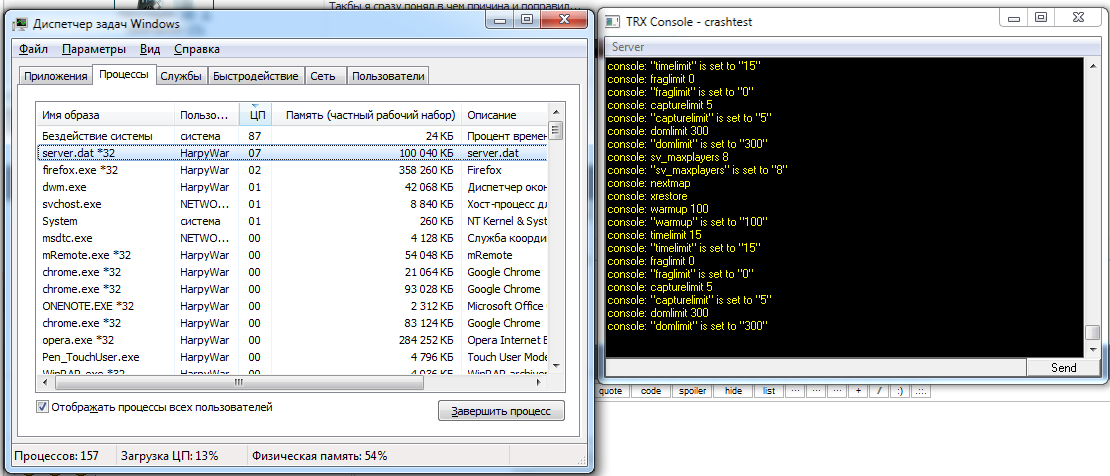 Такбы я сразу понял в чем причина и поправил...
Диспетчер задач Windows
Файл Параметры Вид Справка
Приложения Процессы Службы Быстродействие Сеть Пользователи
Имя образа Пользо... ЦП Память (частный рабочий набор) Описание
Бездействие системы система 87 24 КБ Процент времен
server.dat *32 HarpyWar 07 100 040 КБ server.dat
firefox.exe *32 HarpyWar 02 358 260 КБ Firefox
dwm.exe HarpyWar 01 42 068 КБ Диспетчер окон
svchost.exe NETWO... 01 8 840 КБ Хост-процесс дл
System система 01 260 КБ NT Kernel & Syst
msdtc.exe NETWO... 00 4 128 КБ Служба коорди
mRemote.exe *32 HarpyWar 00 54 048 КБ mRemote
chrome.exe *32 HarpyWar 00 21 064 КБ Google Chrome
chrome.exe *32 HarpyWar 00 93 028 КБ Google Chrome
ONENOTE.EXE *32 HarpyWar 00 2 312 КБ Microsoft Office
chrome.exe *32 HarpyWar 00 83 124 КБ Google Chrome
opera.exe *32 HarpyWar 00 284 252 КБ Opera Internet B
Pen_TouchUser.exe HarpyWar 00 4 796 КБ Touch User Mode
WinRAR.exe *32 HarpyWar 00 4 036 КБ WinRAR archiver
Отображать процессы всех пользователей
Завершить процесс
Процессов: 157 Загрузка ЦП: 13% Физическая память: 54%
TRX Console - crashtest
Server
console: "timelimit" is set to "15"
console: fraglimit 0
console: "fraglimit" is set to "0"
console: capturelimit 5
console: "capturelimit" is set to "5"
console: domlimit 300
console: "domlimit" is set to "300"
console: sv_maxplayers 8
console: "sv_maxplayers" is set to "8"
console: nextmap
console: xrestore
console: warmup 100
console: "warmup" is set to "100"
console: timelimit 15
console: "timelimit" is set to "15"
console: fraglimit 0
console: "fraglimit" is set to "0"
console: capturelimit 5
console: "capturelimit" is set to "5"
console: domlimit 300
console: "domlimit" is set to "300"
Send
quote code spoiler hide list ... ... ... + / :) .::.